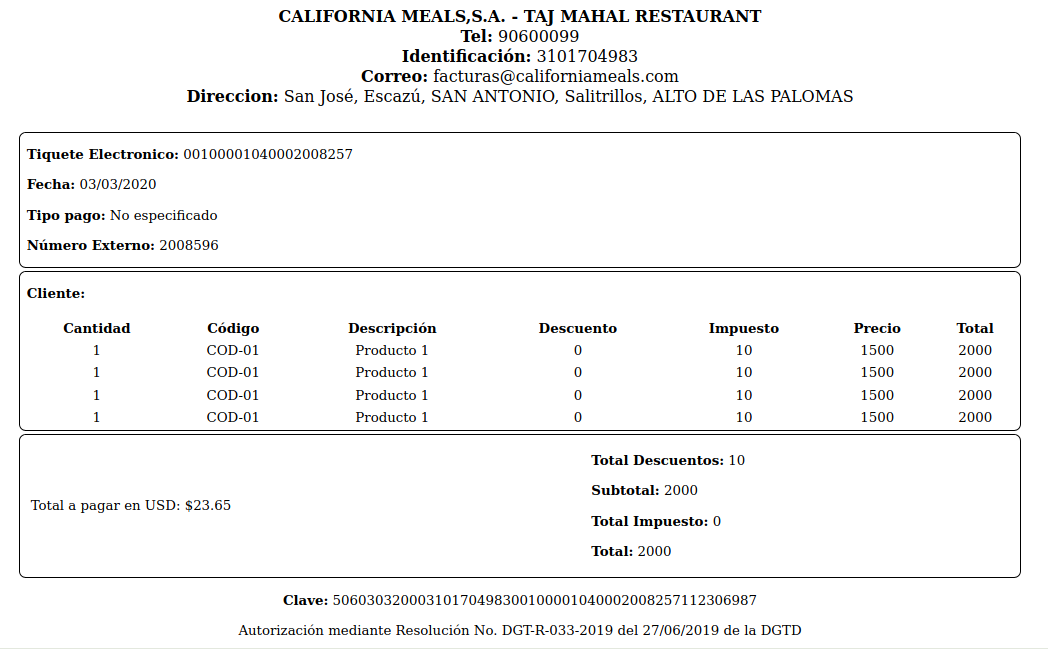 CALIFORNIA MEALS,S.A. - TAJ MAHAL RESTAURANT
Tel: 90600099
Identificación: 3101704983
Correo: facturas@californiameals.com
Direccion: San José, Escazú, SAN ANTONIO, Salitrillos, ALTO DE LAS PALOMAS
Tiquete Electronico: 00100001040002008257
Fecha: 03/03/2020
Tipo pago: No especificado
Número Externo: 2008596
Cliente:
Cantidad Código Descripción Descuento Impuesto Precio Total
1 COD-01 Producto 1 0 10 1500 2000
1 COD-01 Producto 1 0 10 1500 2000
1 COD-01 Producto 1 0 10 1500 2000
1 COD-01 Producto 1 0 10 1500 2000
Total a pagar en USD: $23.65
Total Descuentos: 10
Subtotal: 2000
Total Impuesto: 0
Total: 2000
Clave: 50603032000310170498300100001040002008257112306987
Autorización mediante Resolución No. DGT-R-033-2019 del 27/06/2019 de la DGTD